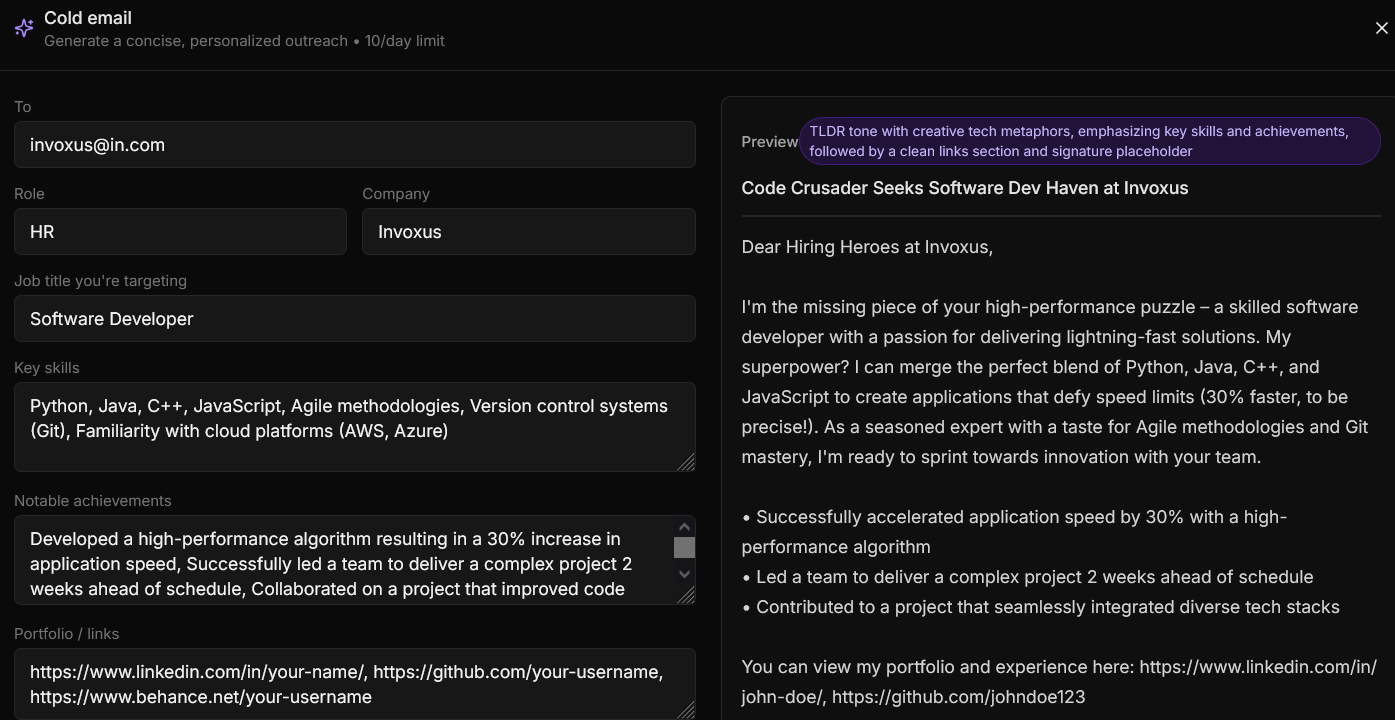 Cold email
Generate a concise, personalized outreach • 10/day limit
To
invoxus@in.com
Role
Company
HR
Invoxus
Job title you're targeting
Software Developer
Key skills
Python, Java, C++, JavaScript, Agile methodologies, Version control systems
(Git), Familiarity with cloud platforms (AWS, Azure)
Notable achievements
Developed a high-performance algorithm resulting in a 30% increase in
application speed, Successfully led a team to deliver a complex project 2
weeks ahead of schedule, Collaborated on a project that improved code
Portfolio / links
https://www.linkedin.com/in/your-name/, https://github.com/your-username,
https://www.behance.net/your-username
Preview
TLDR tone with creative tech metaphors, emphasizing key skills and achievements,
followed by a clean links section and signature placeholder
Code Crusader Seeks Software Dev Haven at Invoxus
Dear Hiring Heroes at Invoxus,
I'm the missing piece of your high-performance puzzle – a skilled software
developer with a passion for delivering lightning-fast solutions. My
superpower? I can merge the perfect blend of Python, Java, C++, and
JavaScript to create applications that defy speed limits (30% faster, to be
precise!). As a seasoned expert with a taste for Agile methodologies and Git
mastery, I'm ready to sprint towards innovation with your team.
• Successfully accelerated application speed by 30% with a high-
performance algorithm
• Led a team to deliver a complex project 2 weeks ahead of schedule
• Contributed to a project that seamlessly integrated diverse tech stacks
You can view my portfolio and experience here: https://www.linkedin.com/in/
john-doe/, https://github.com/johndoe123